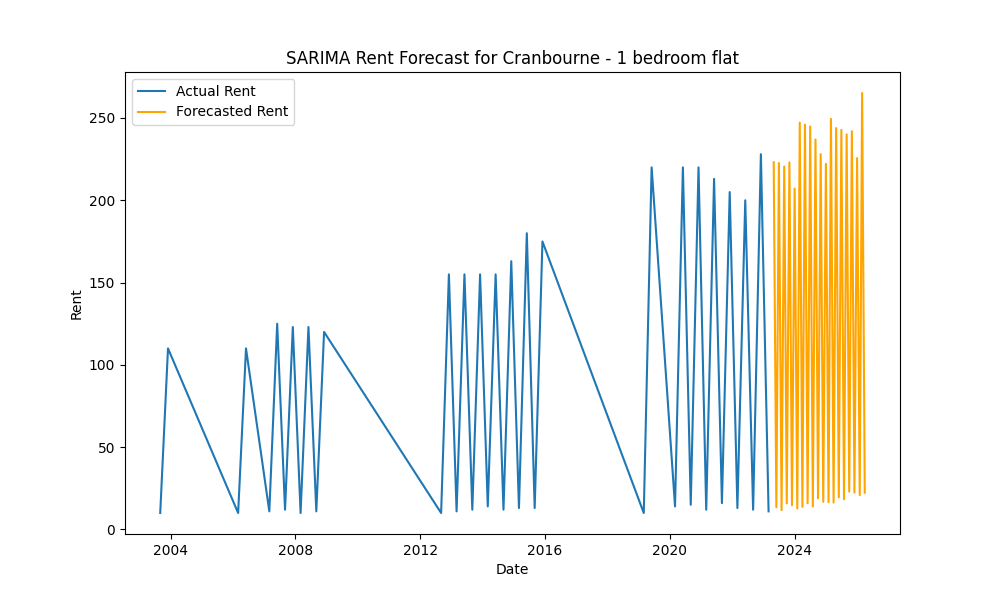 SARIMA Rent Forecast for Cranbourne - 1 bedroom flat
Actual Rent
Forecasted Rent
250
200
150
100
50
0
Rent
2004 2008 2012 2016 2020 2024
Date